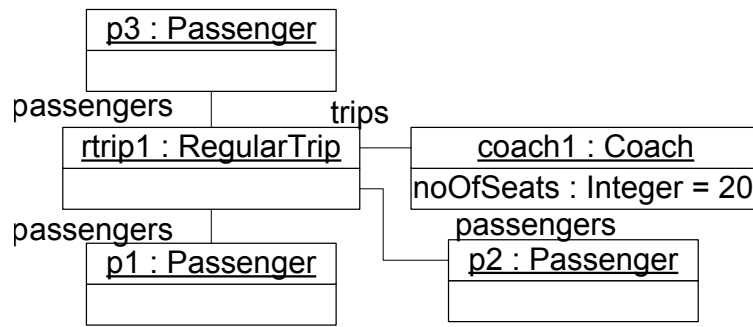 p3 : Passenger
passengers
trips
rtrip1 : RegularTrip
coach1 : Coach
noOfSeats : Integer = 20
passengers
passengers
p1 : Passenger
p2 : Passenger